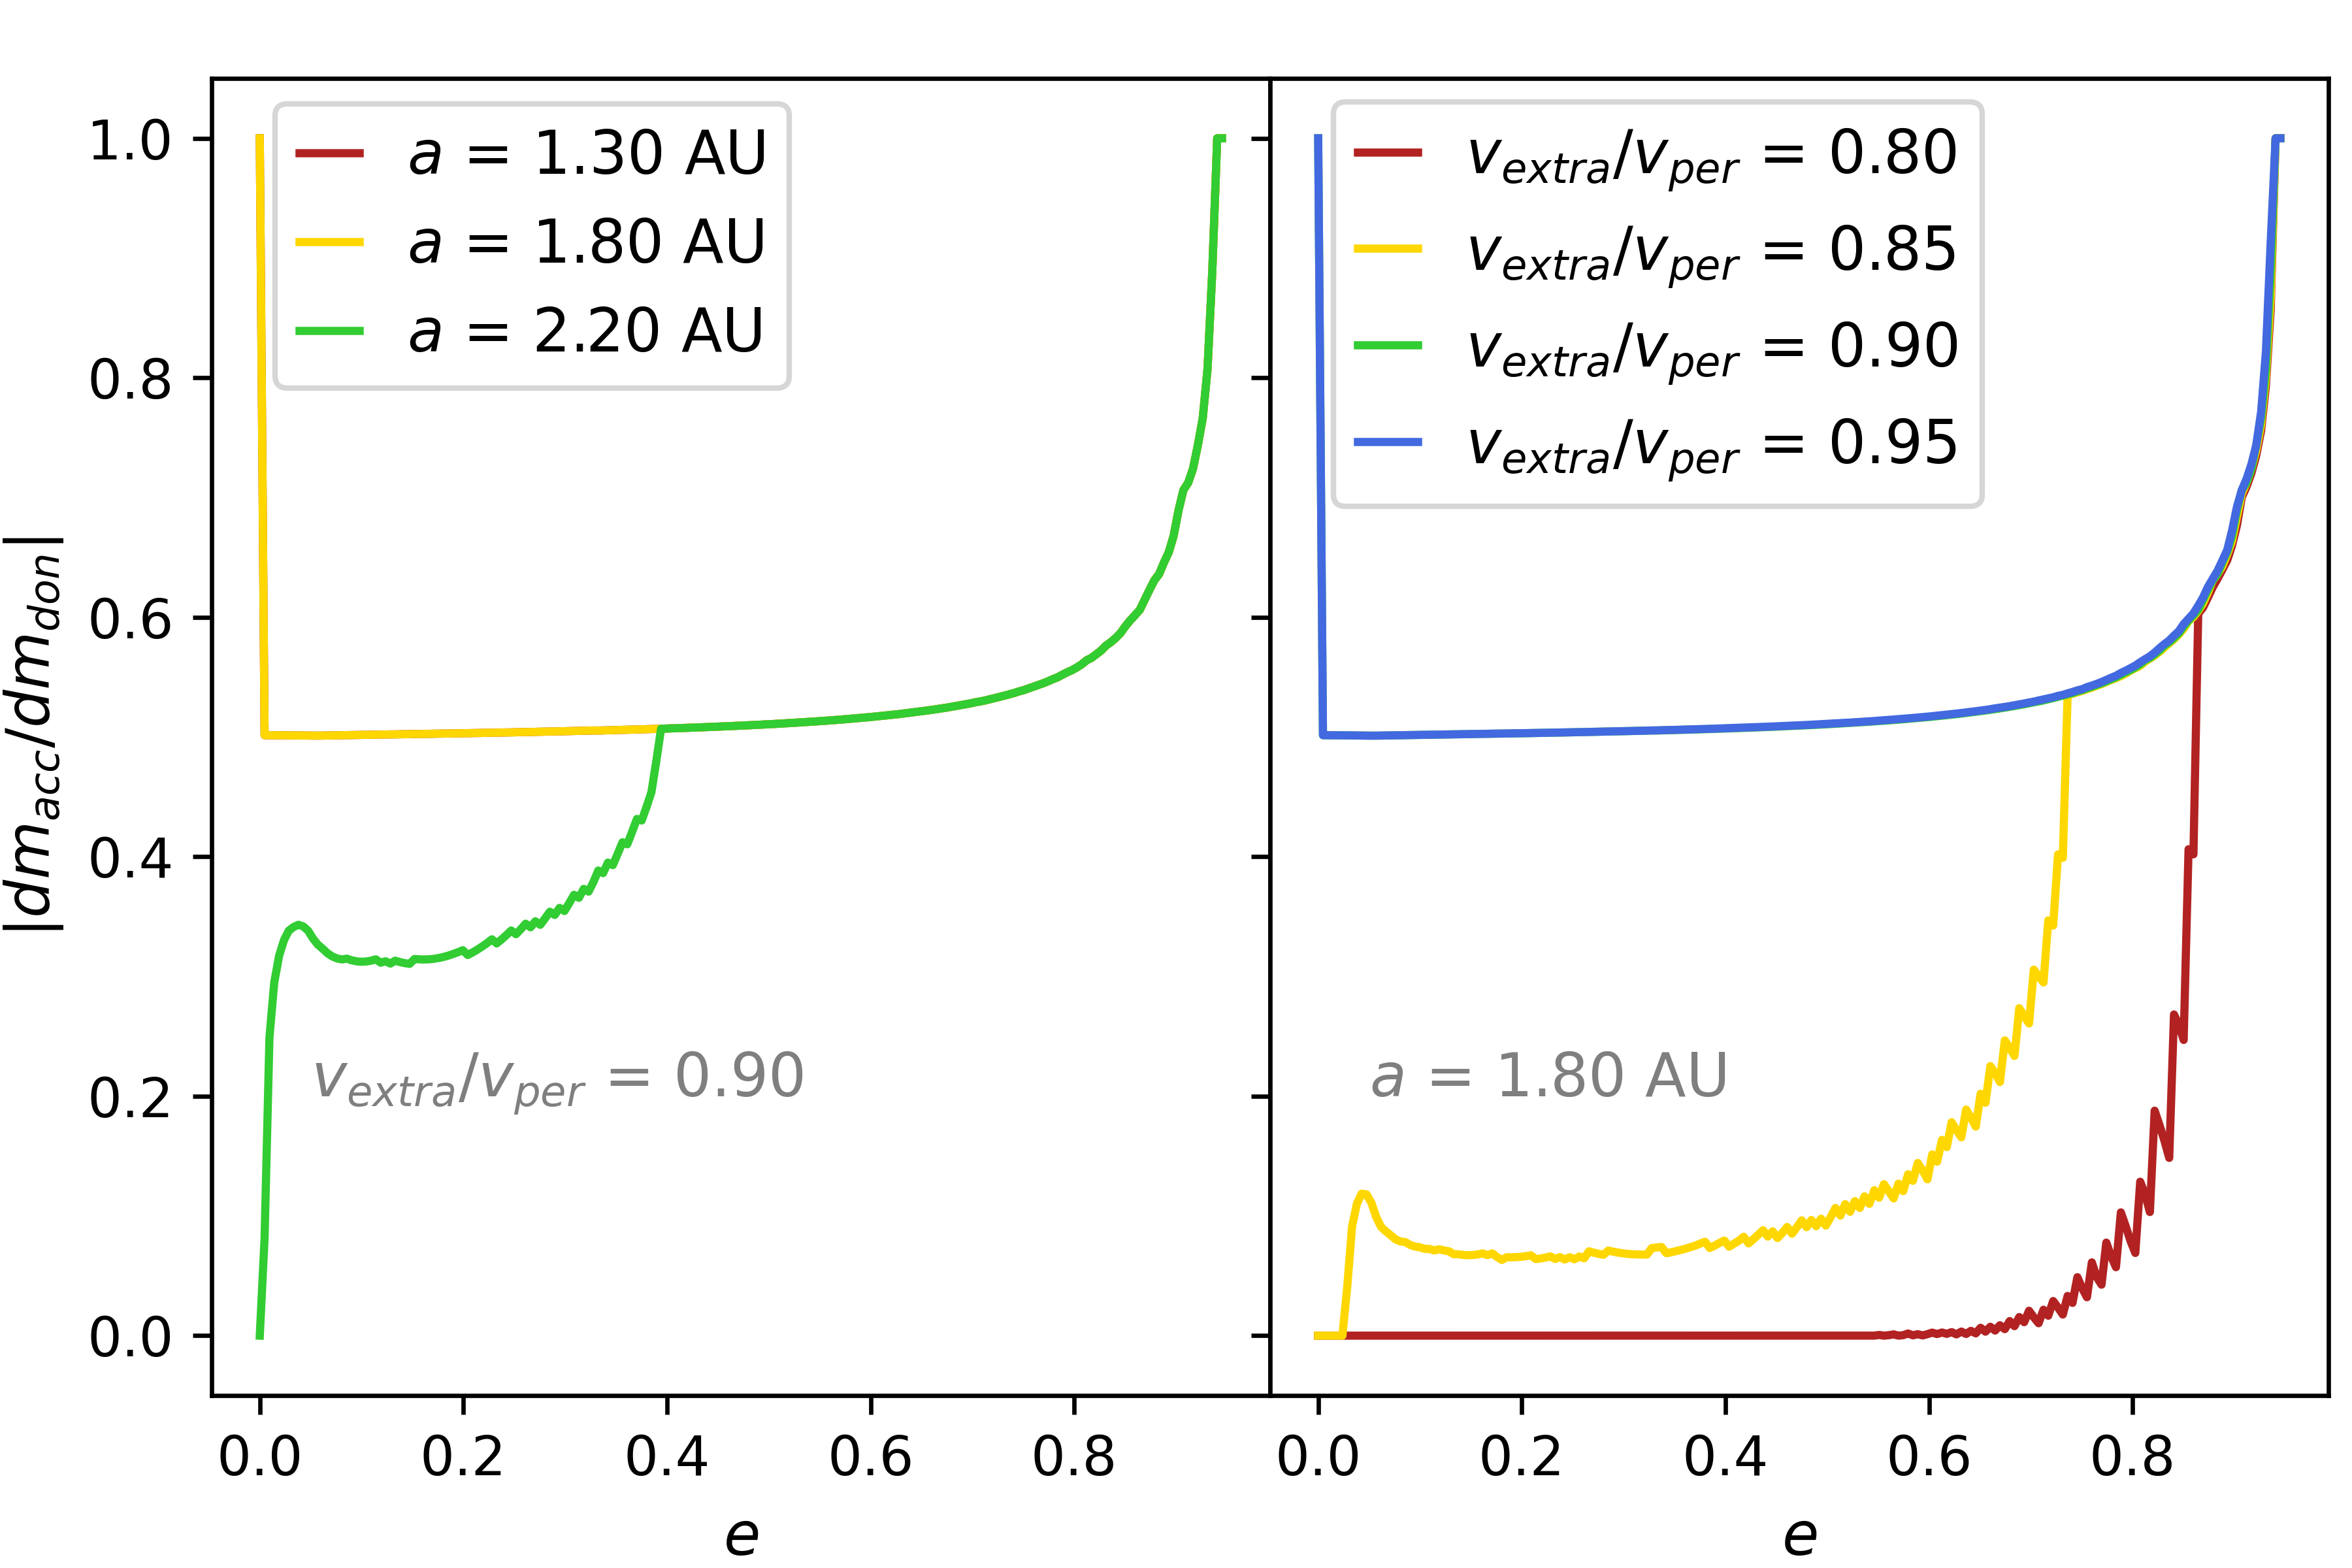 |dm_acc/dm_don|
1.0
0.8
0.6
0.4
0.2
0.0
a = 1.30 AU
a = 1.80 AU
a = 2.20 AU
v_extra/v_per = 0.90
0.0 0.2 0.4 0.6 0.8
e
v_extra/v_per = 0.80
v_extra/v_per = 0.85
v_extra/v_per = 0.90
v_extra/v_per = 0.95
a = 1.80 AU
0.0 0.2 0.4 0.6 0.8
e